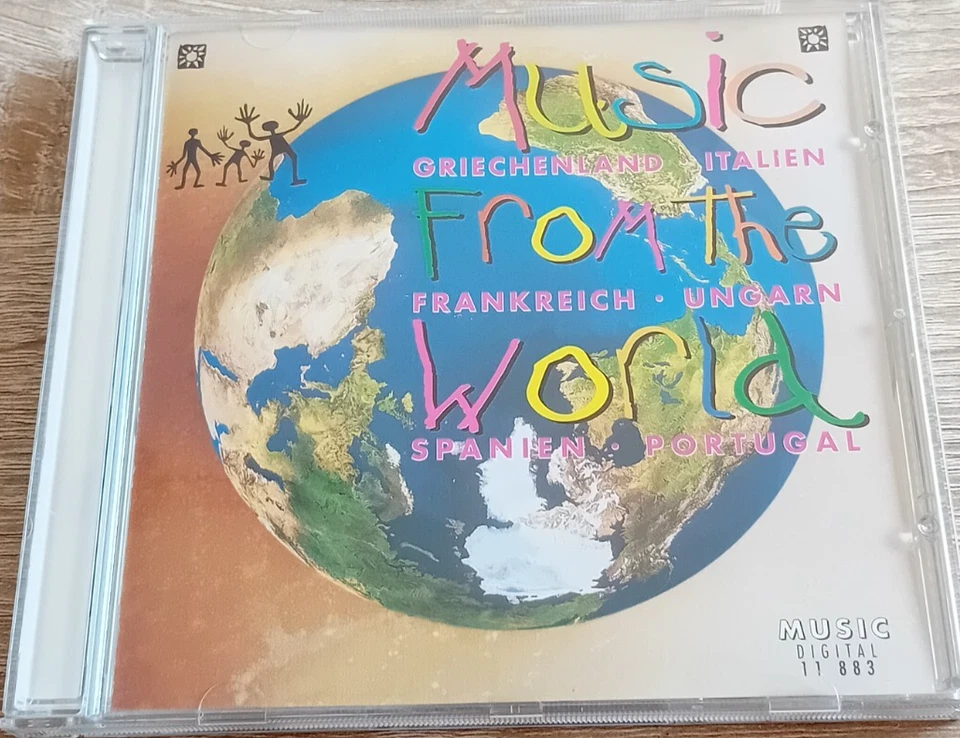 Music
GRIECHENLAND ITALIEN
From The
FRANKREICH · UNGARN
World
SPANIEN · PORTUGAL
MUSIC
DIGITAL
11 883